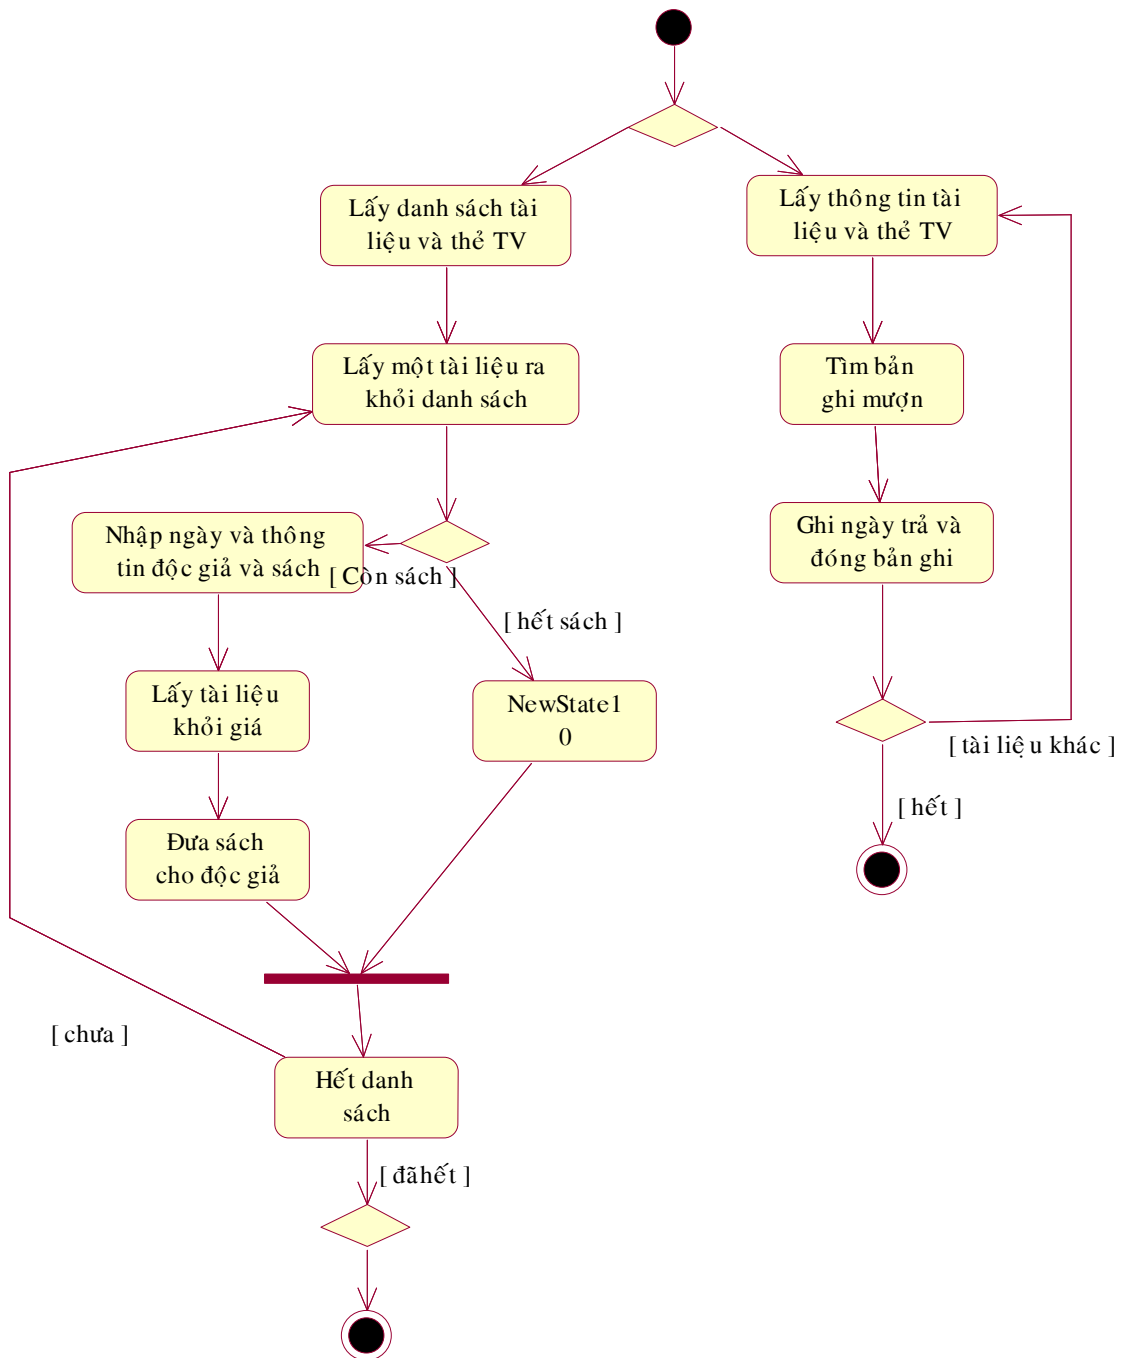 Lấy danh sách tài
liệu và thẻ TV
Lấy thông tin tài
liệu và thẻ TV
Lấy một tài liệu ra
khỏi danh sách
Tìm bản
ghi mượn
Nhập ngày và thông
tin độc giả và sách
[ Còn sách ]
Ghi ngày trả và
đóng bản ghi
[ hết sách ]
Lấy tài liệu
khỏi giá
NewState1
0
[ tài liệu khác ]
[ hết ]
Đưa sách
cho độc giả
[ chưa ]
Hết danh
sách
[ đãhết ]